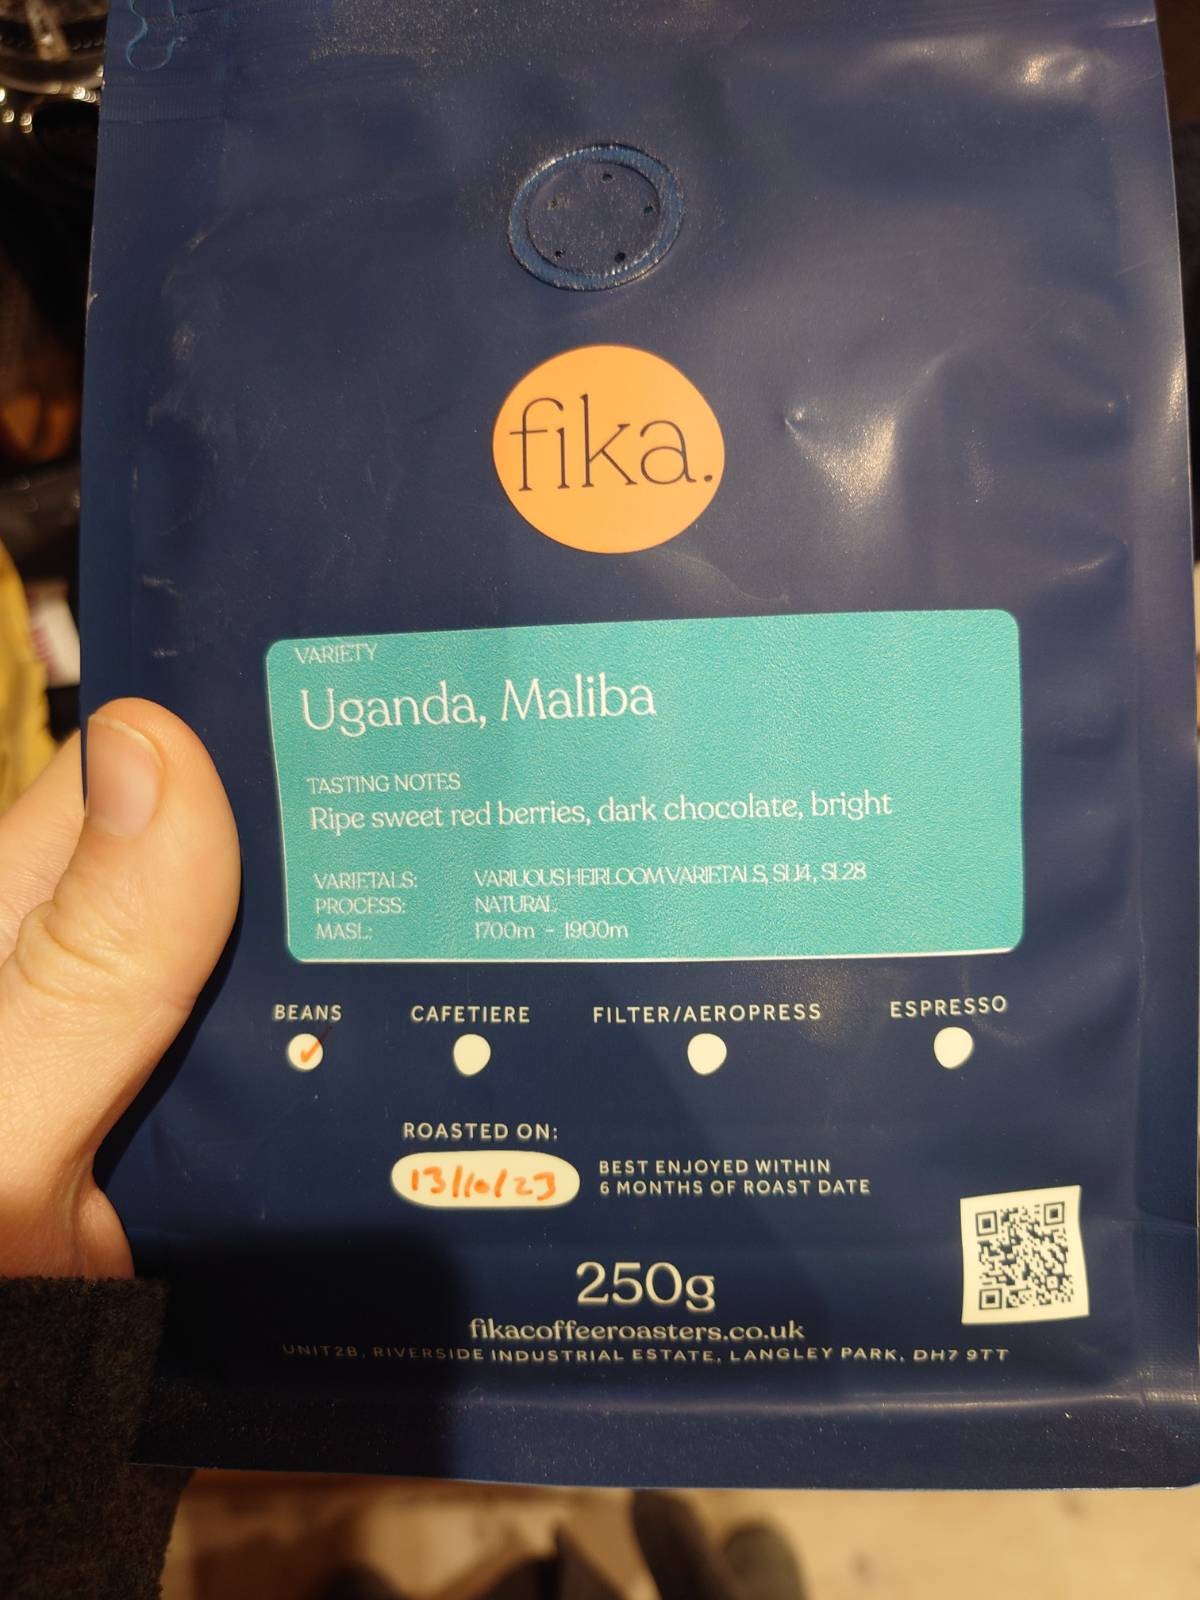 fika.
VARIETY
Uganda, Maliba
TASTING NOTES
Ripe sweet red berries, dark chocolate, bright
VARIETALS: VARIUOUS HEIRLOOM VARIETALS, SL14, SL28
PROCESS: NATURAL
MASL: 1700m - 1900m
BEANS CAFETIERE FILTER/AEROPRESS ESPRESSO
ROASTED ON:
13/10/23
BEST ENJOYED WITHIN
6 MONTHS OF ROAST DATE
250g
fikacoffeeroasters.co.uk
UNIT2B, RIVERSIDE INDUSTRIAL ESTATE, LANGLEY PARK, DH7 9TT